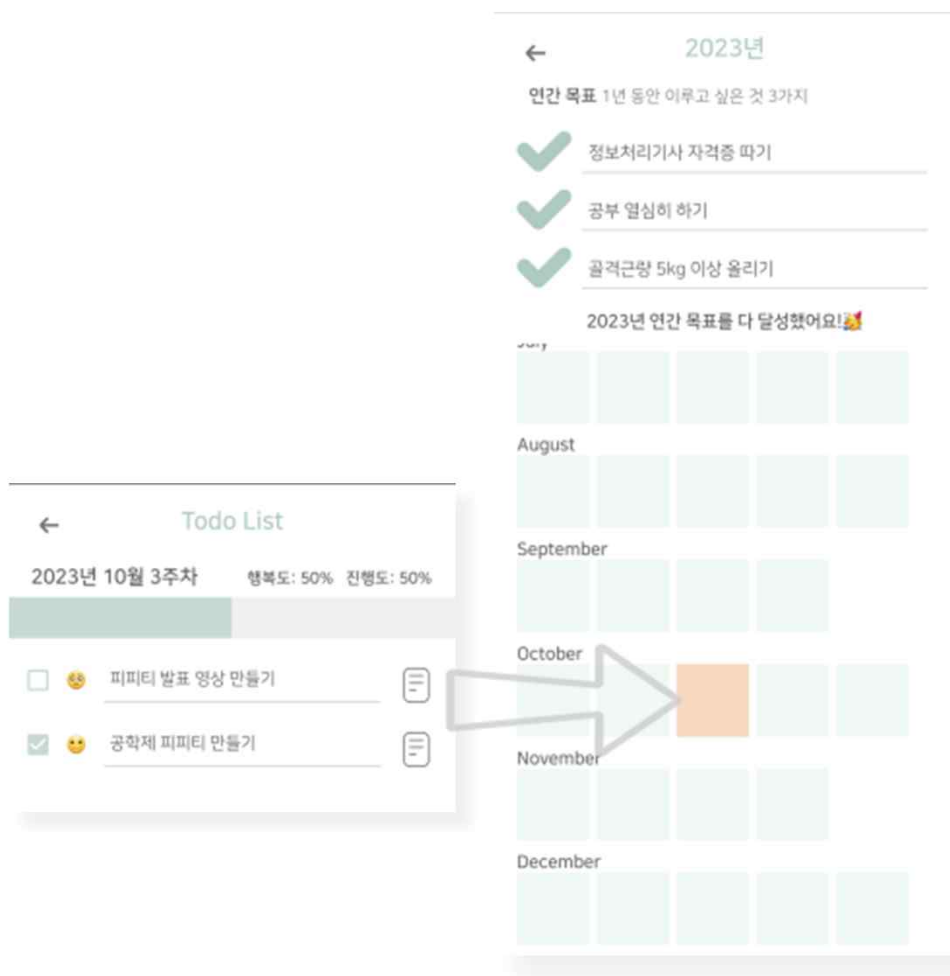 Todo List
2023년 10월 3주차 행복도: 50% 진행도: 50%
피피티 발표 영상 만들기
공학제 피피티 만들기
2023년
연간 목표 1년 동안 이루고 싶은 것 3가지
정보처리기사 자격증 따기
공부 열심히 하기
골격근량 5kg 이상 올리기
2023년 연간 목표를 다 달성했어요!🥳
July
August
September
October
November
December